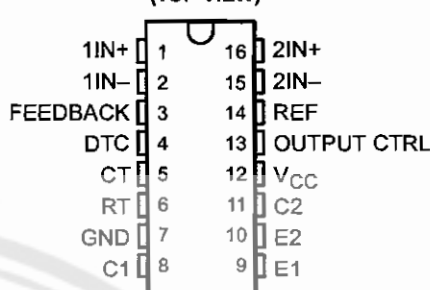 (TOP VIEW)
1IN+ 1 16 2IN+
1IN– 2 15 2IN–
FEEDBACK 3 14 REF
DTC 4 13 OUTPUT CTRL
CT 5 12 VCC
RT 6 11 C2
GND 7 10 E2
C1 8 9 E1